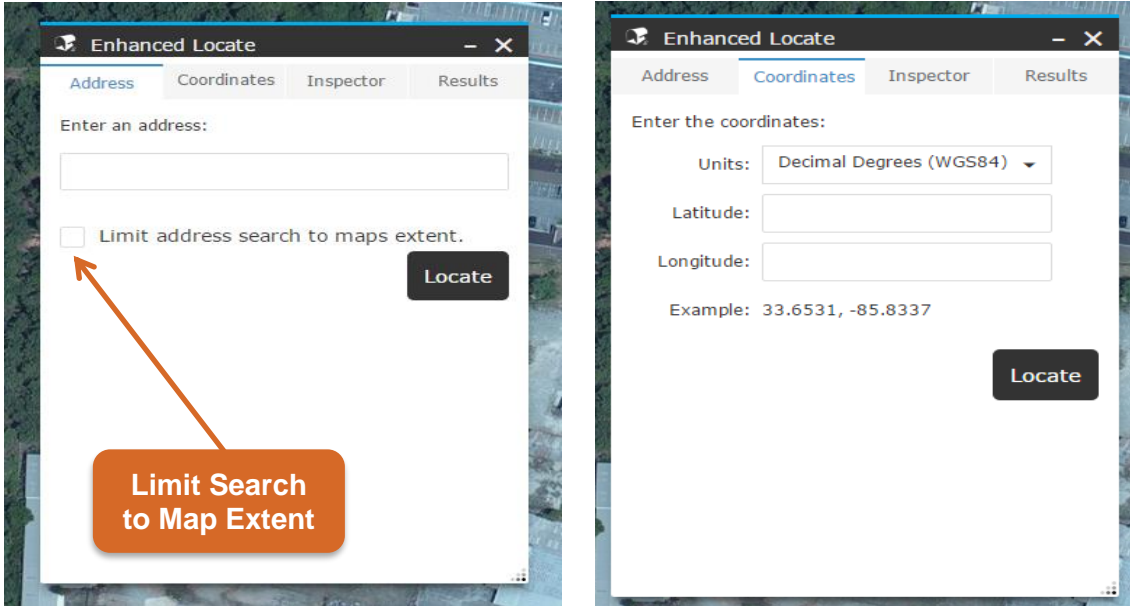 Enhanced Locate
Address Coordinates Inspector Results
Enter an address:
Limit address search to maps extent.
Locate
Limit Search
to Map Extent
Enhanced Locate
Address Coordinates Inspector Results
Enter the coordinates:
Units: Decimal Degrees (WGS84)
Latitude:
Longitude:
Example: 33.6531, -85.8337
Locate